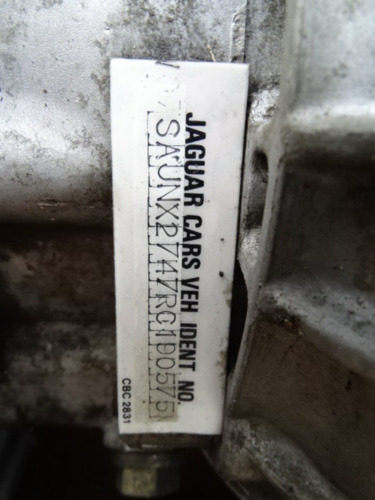 JAGUAR CARS VEH IDENT. NO.
SAJNX2747RC190575
CBC 2831